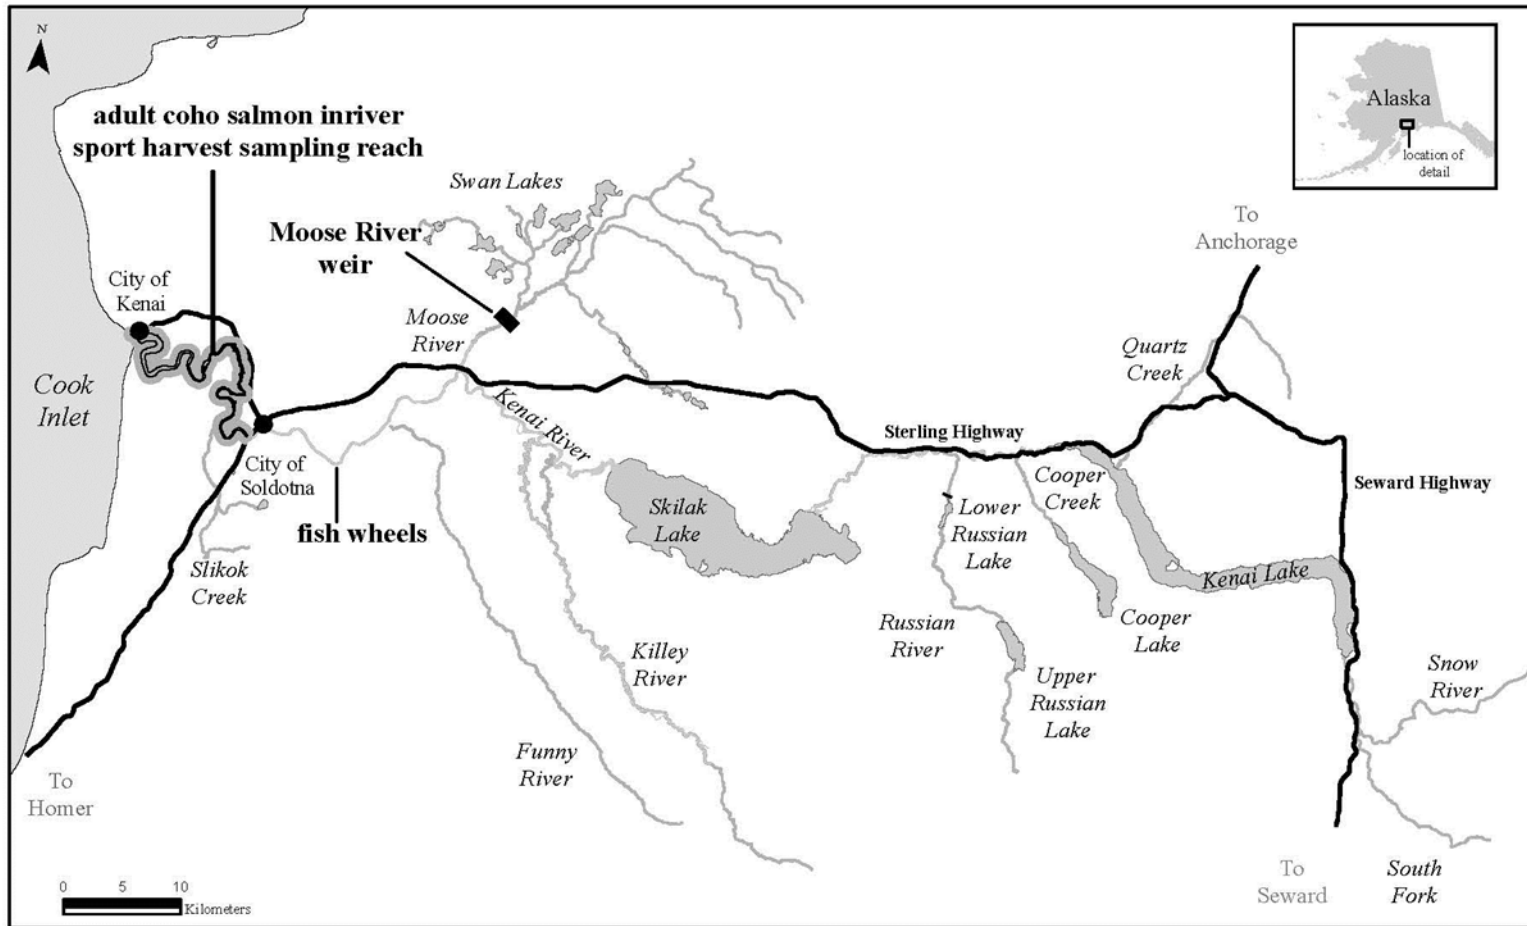 N
adult coho salmon inriver
sport harvest sampling reach
Alaska
location of
detail
Swan Lakes
To
Anchorage
Moose River
weir
City of
Kenai
Moose
River
Quartz
Creek
Cook
Inlet
Kenai River
Sterling Highway
City of
Soldotna
Cooper
Creek
Seward Highway
Skilak
Lake
Lower
Russian
Lake
fish wheels
Slikok
Creek
Kenai Lake
Russian
River
Cooper
Lake
Killey
River
Upper
Russian
Lake
Snow
River
Funny
River
To
Homer
To
Seward
South
Fork
0 5 10
Kilometers